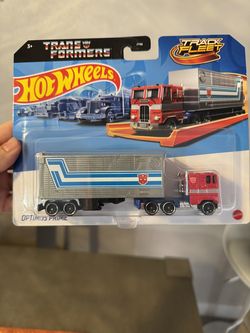 3+
TRANSFORMERS
Hot Wheels
TRACK FLEET
OPTIMUS PRIME